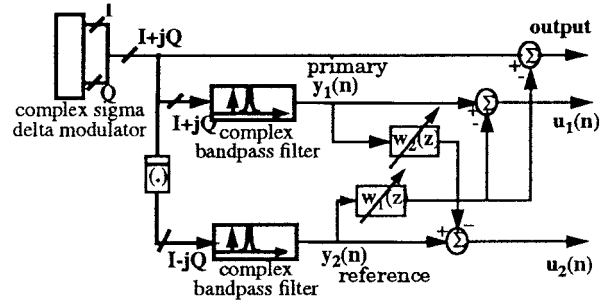 I
output
I+jQ
Σ
+
-
Q
primary
y1(n)
complex sigma
delta modulator
I+jQ
complex
bandpass filter
+
Σ
-
u1(n)
w2(z)
(.)
w1(z)
+
−
Σ
I-jQ
complex
bandpass filter
y2(n)
reference
u2(n)